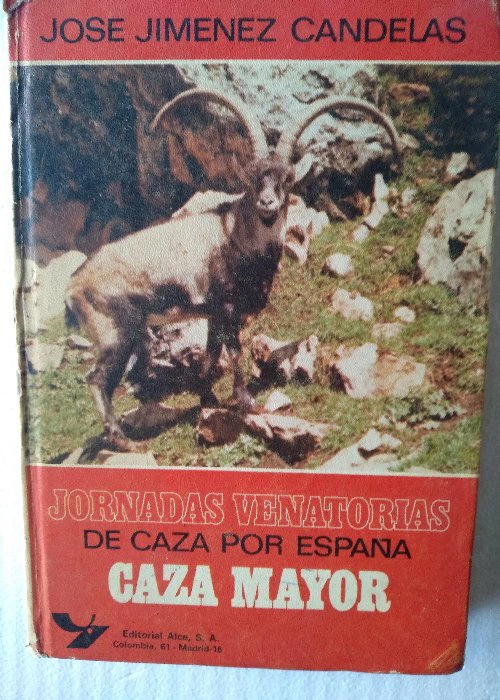 JOSE JIMENEZ CANDELAS
JORNADAS VENATORIAS
DE CAZA POR ESPAÑA
CAZA MAYOR
Editorial Alce, S. A.
Colombia, 61 - Madrid-16